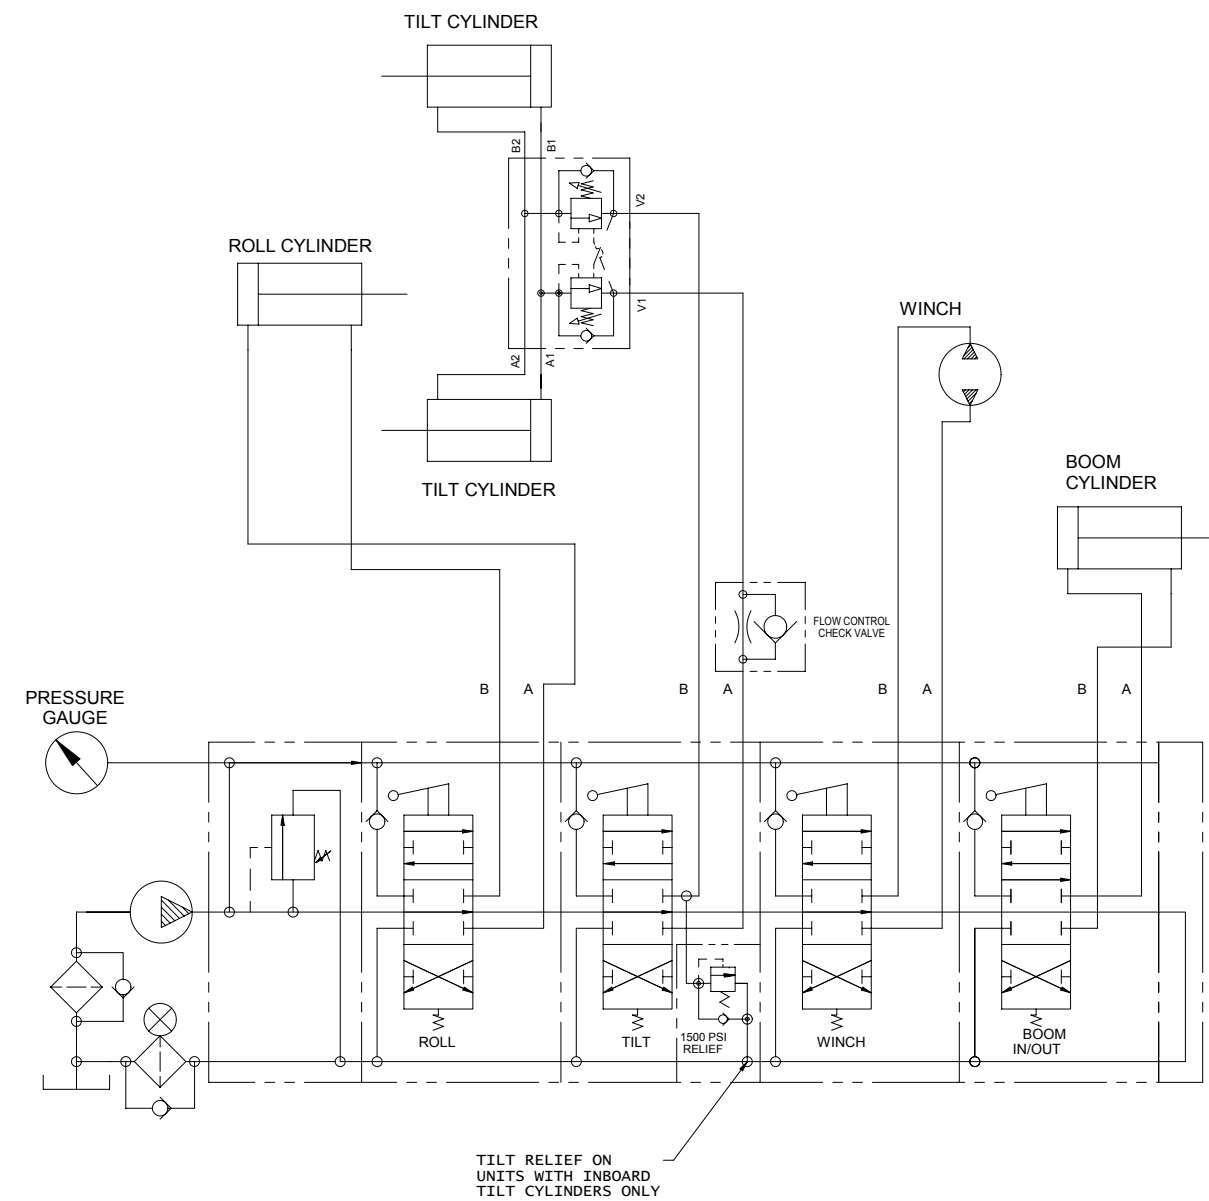 TILT CYLINDER
B2
B1
V2
ROLL CYLINDER
V1
WINCH
A2
A1
BOOM
CYLINDER
TILT CYLINDER
FLOW CONTROL
CHECK VALVE
PRESSURE
GAUGE
B
A
B
A
B
A
B
A
ROLL
TILT
1500 PSI
RELIEF
WINCH
BOOM
IN/OUT
TILT RELIEF ON
UNITS WITH INBOARD
TILT CYLINDERS ONLY